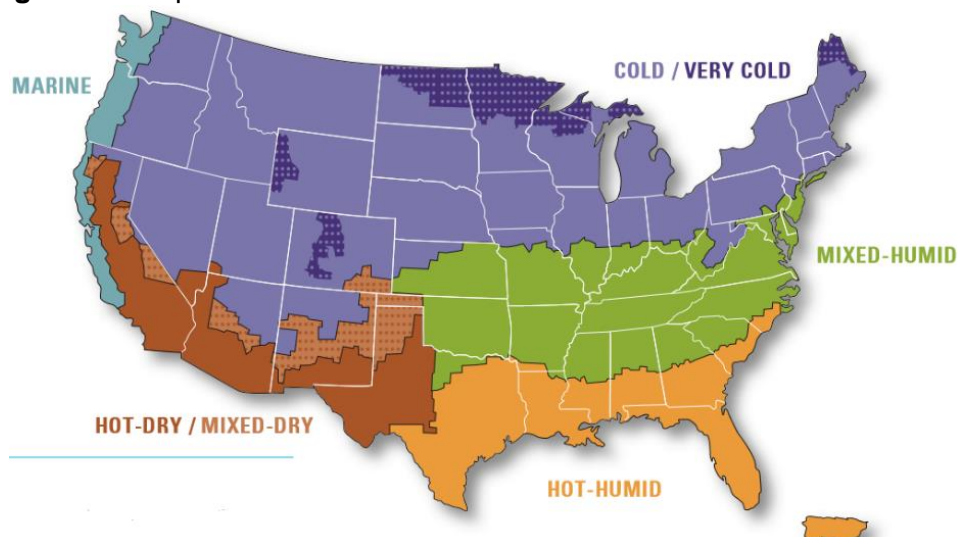 COLD / VERY COLD
MARINE
MIXED-HUMID
HOT-DRY / MIXED-DRY
HOT-HUMID